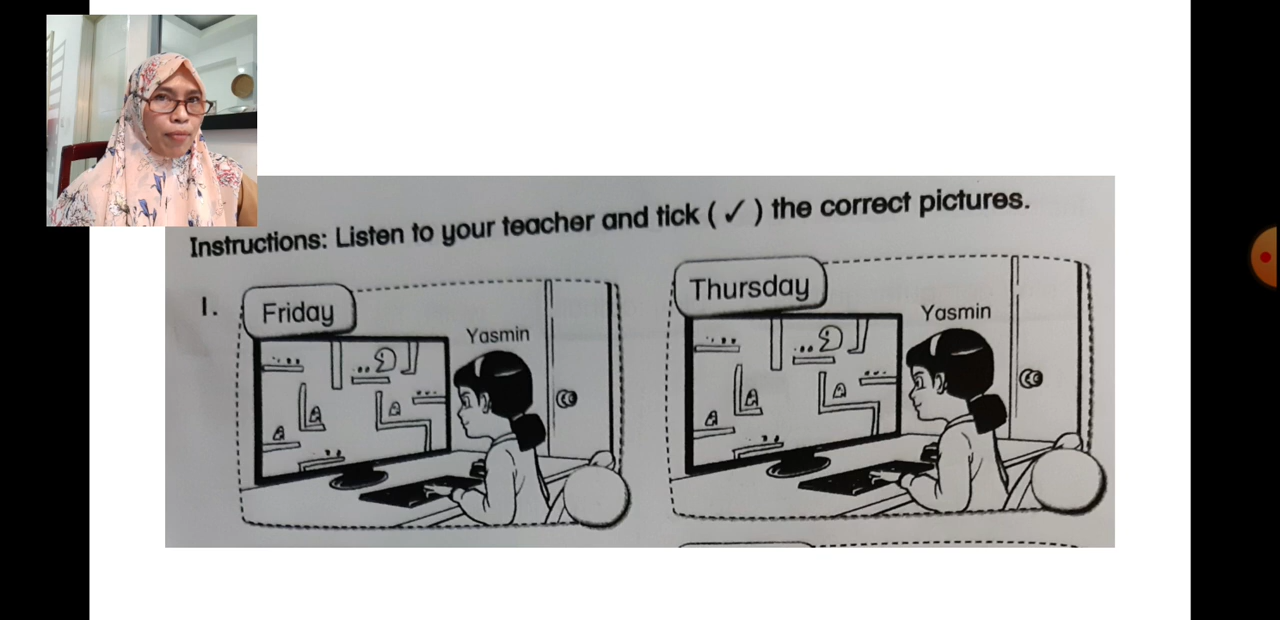 Instructions: Listen to your teacher and tick ( ✓ ) the correct pictures.
1.
Friday
Yasmin
Thursday
Yasmin